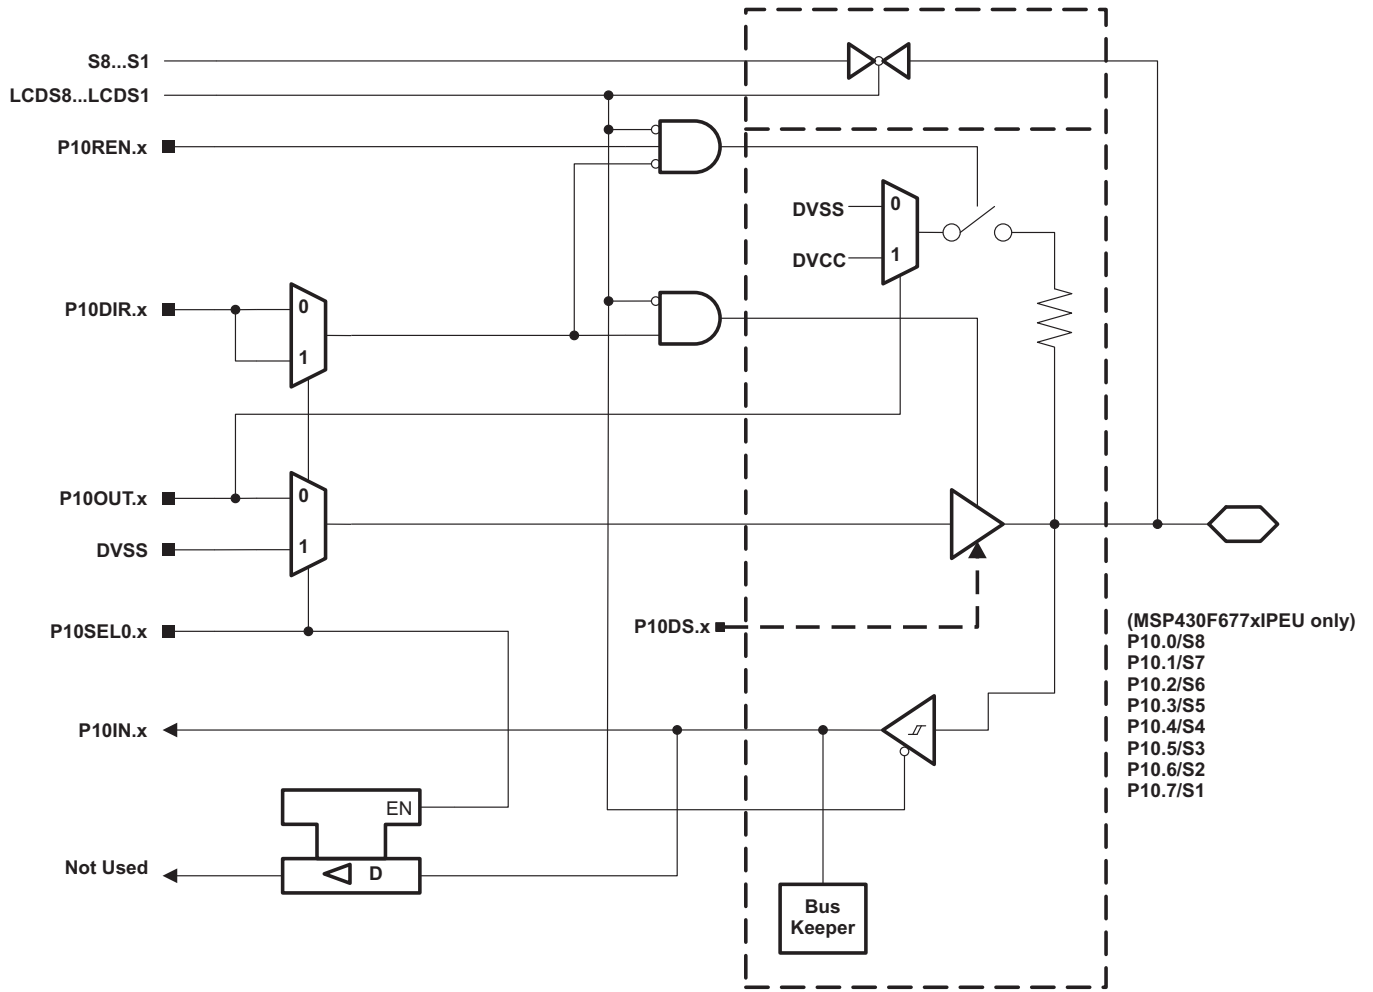 S8...S1
LCDS8...LCDS1
P10REN.x
DVSS
0
DVCC
1
P10DIR.x
0
1
P10OUT.x
0
DVSS
1
P10SEL0.x
P10DS.x
(MSP430F677xIPEU only)
P10.0/S8
P10.1/S7
P10.2/S6
P10.3/S5
P10.4/S4
P10.5/S3
P10.6/S2
P10.7/S1
P10IN.x
EN
Not Used
D
Bus
Keeper